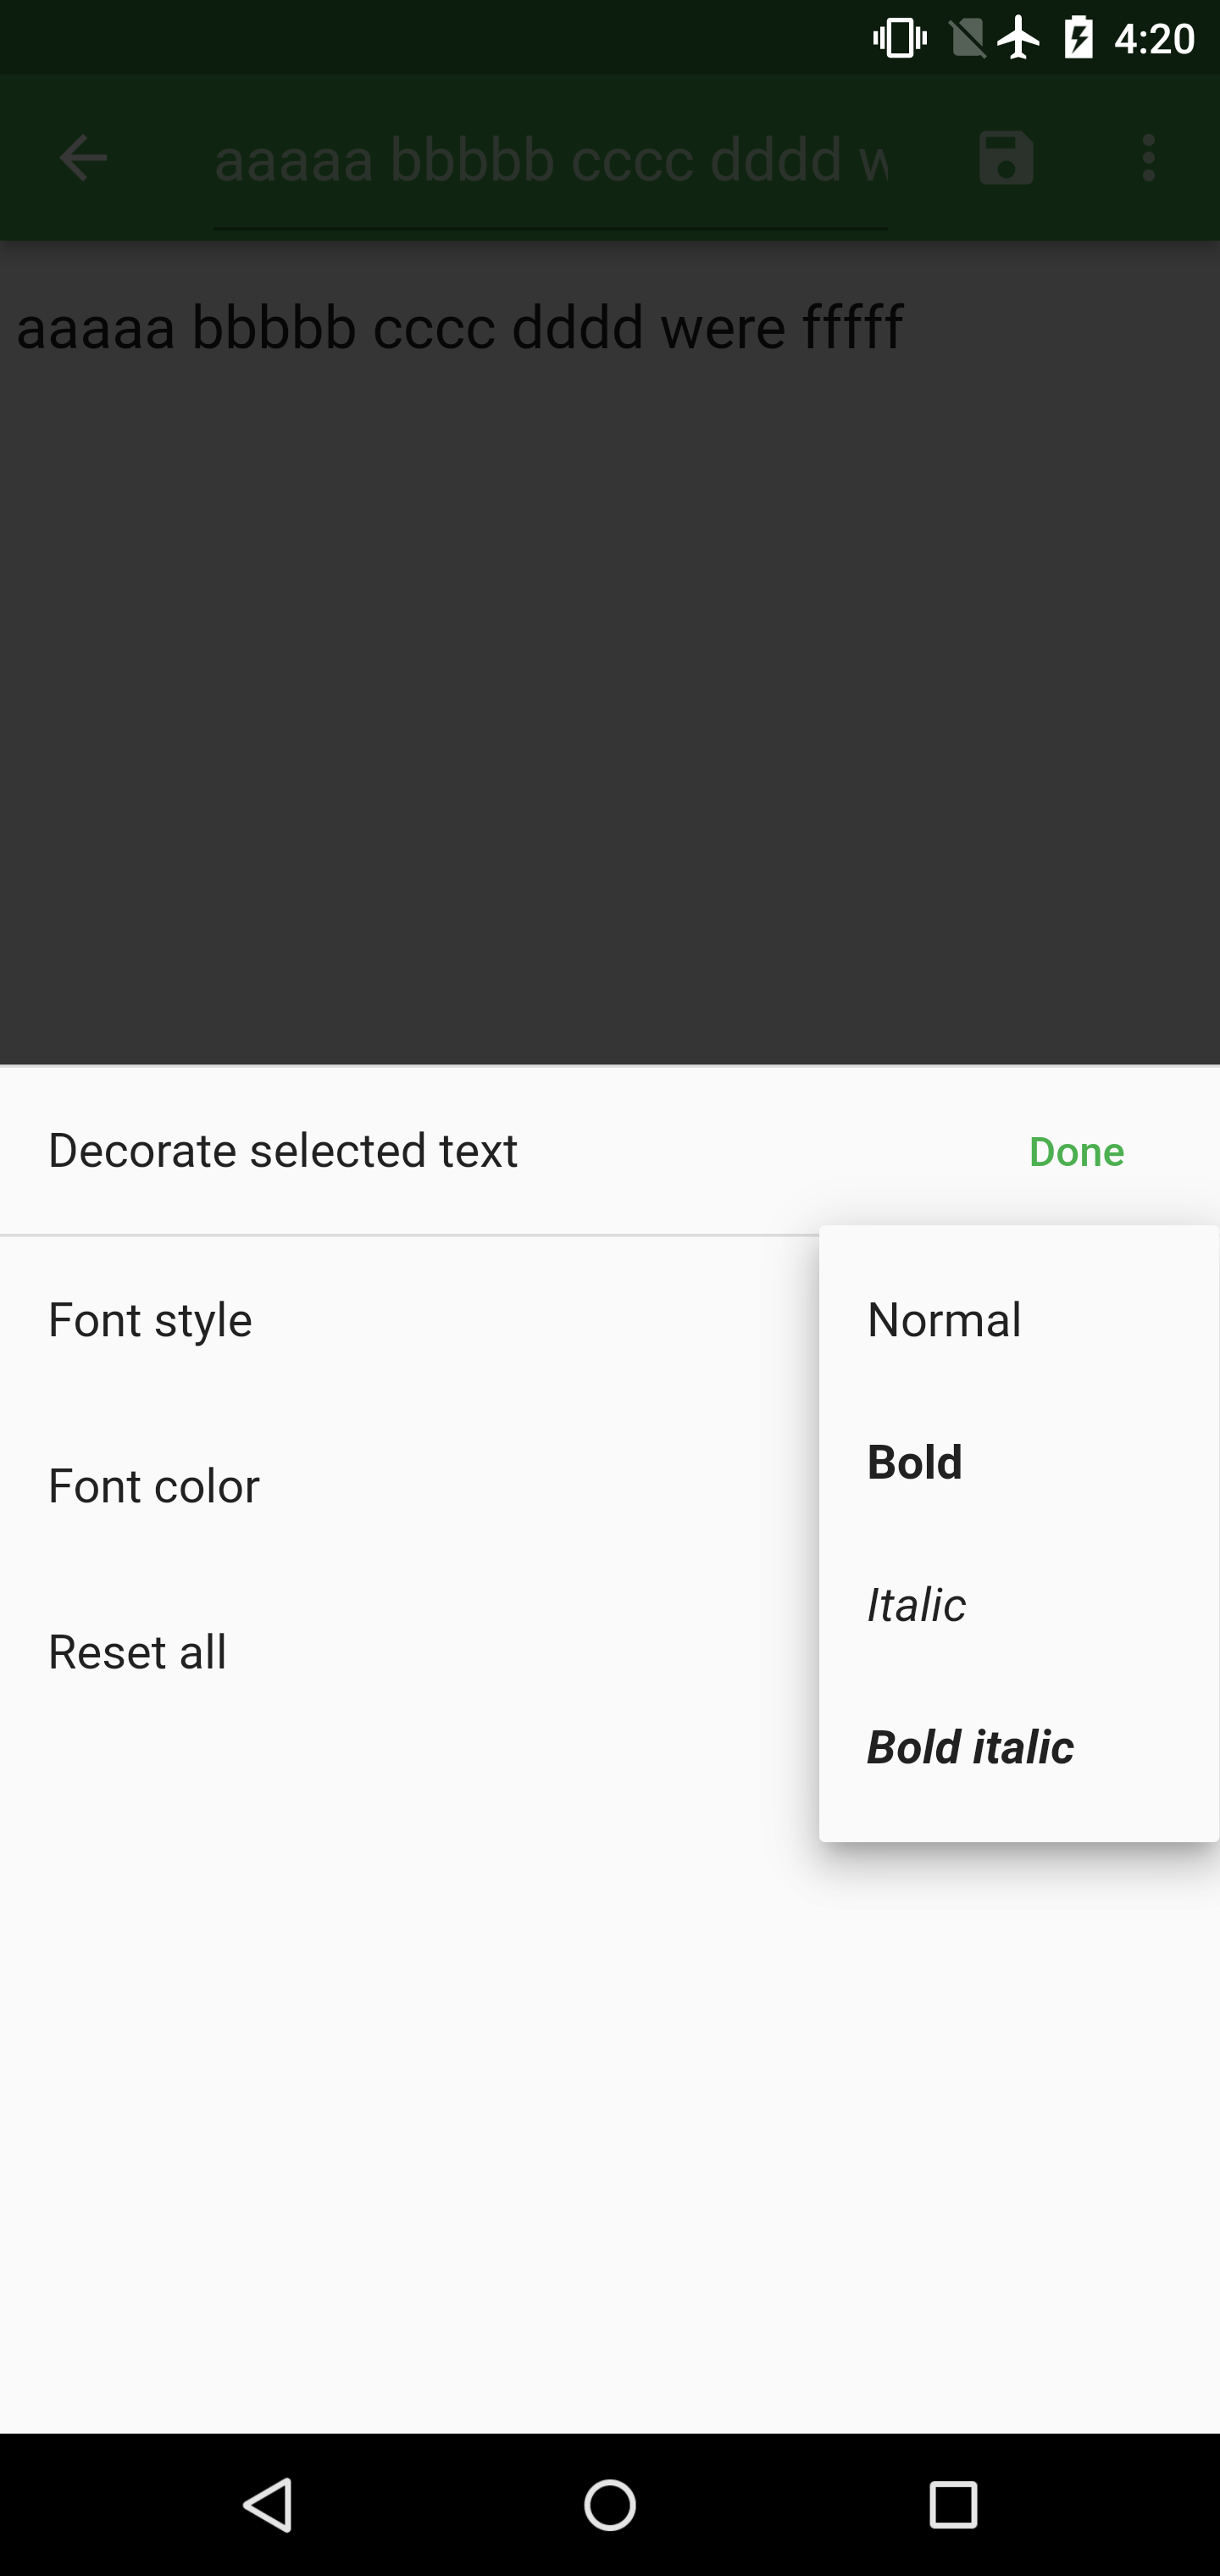 4:20
aaaaa bbbbb cccc dddd w
aaaaa bbbbb cccc dddd were fffff
Decorate selected text Done
Font style
Normal
Bold
Font color
Italic
Reset all
Bold italic